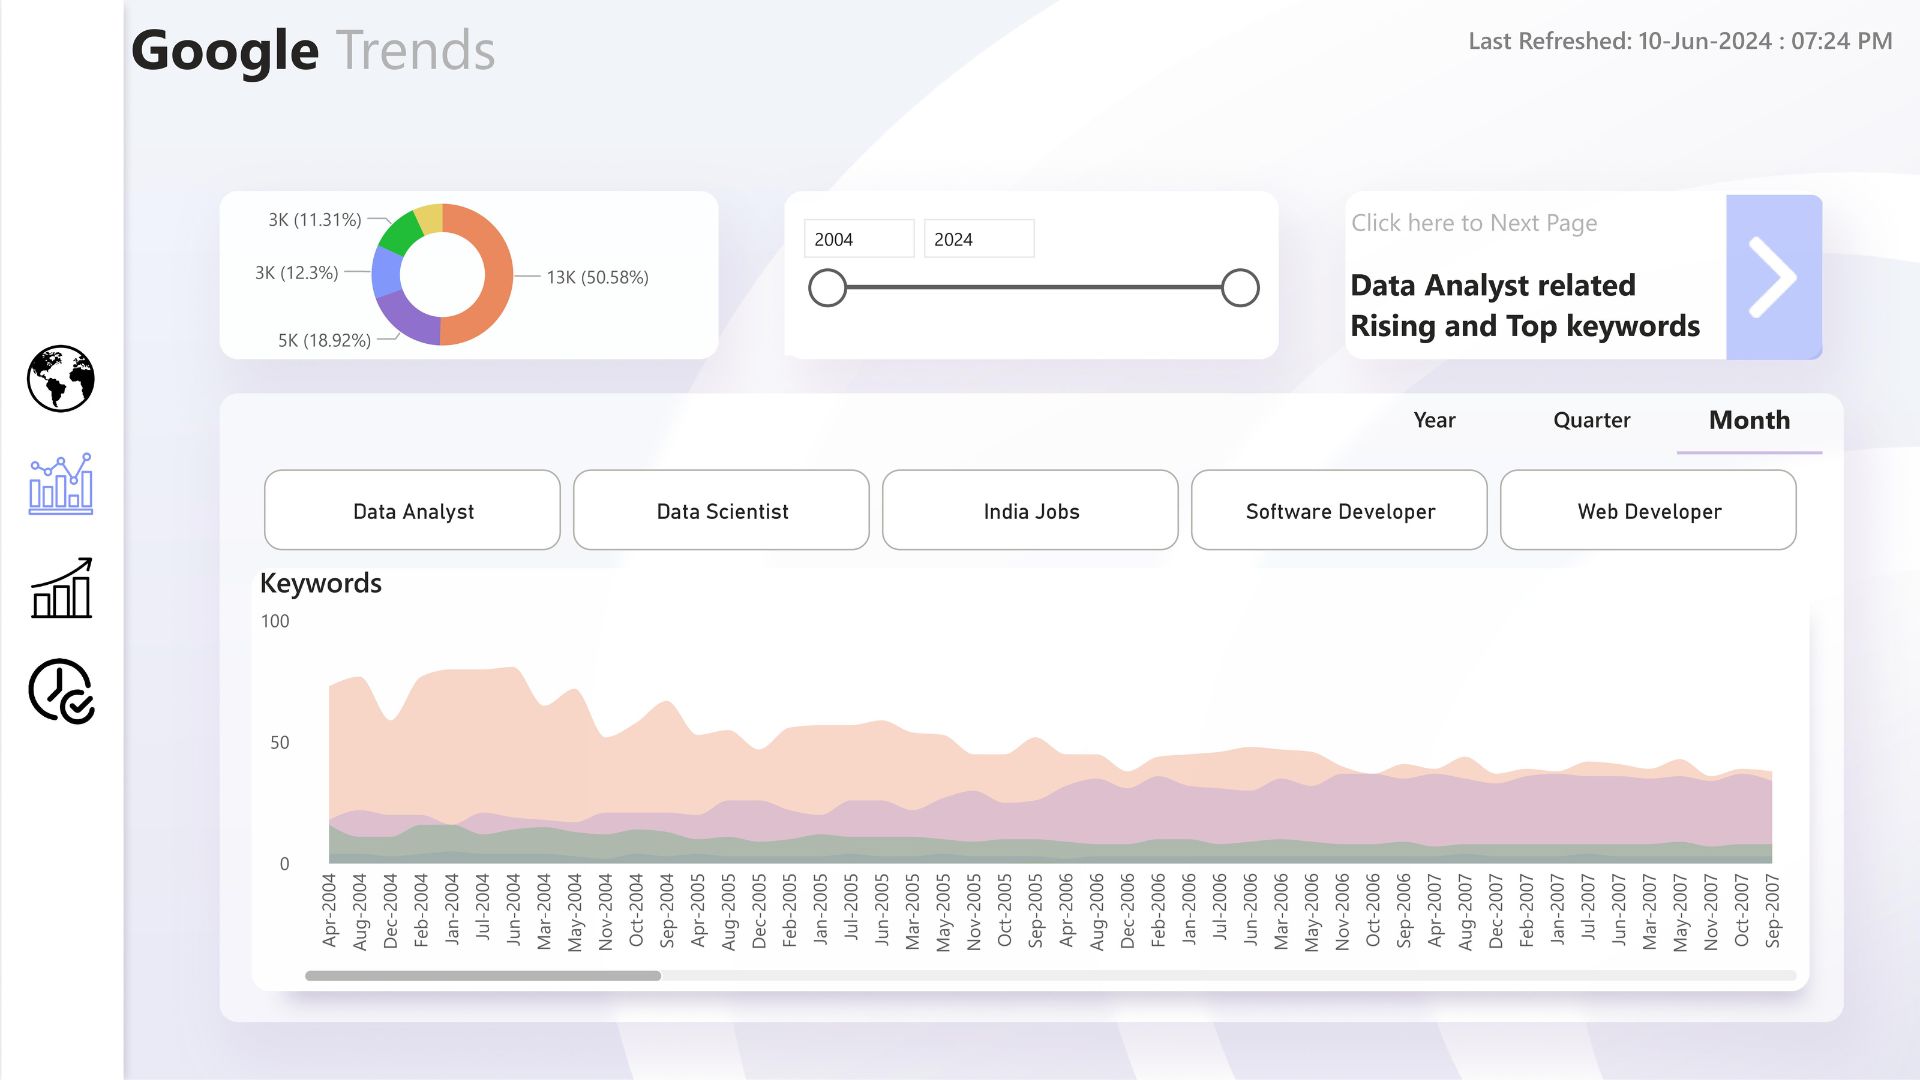 Google Trends
Last Refreshed: 10-Jun-2024 : 07:24 PM
3K (11.31%)
3K (12.3%)
13K (50.58%)
5K (18.92%)
2004 2024
Click here to Next Page
Data Analyst related
Rising and Top keywords
Year Quarter Month
Data Analyst Data Scientist India Jobs Software Developer Web Developer
Keywords
100
50
0
Apr-2004
Aug-2004
Dec-2004
Feb-2004
Jan-2004
Jul-2004
Jun-2004
Mar-2004
May-2004
Nov-2004
Oct-2004
Sep-2004
Apr-2005
Aug-2005
Dec-2005
Feb-2005
Jan-2005
Jul-2005
Jun-2005
Mar-2005
May-2005
Nov-2005
Oct-2005
Sep-2005
Apr-2006
Aug-2006
Dec-2006
Feb-2006
Jan-2006
Jul-2006
Jun-2006
Mar-2006
May-2006
Nov-2006
Oct-2006
Sep-2006
Apr-2007
Aug-2007
Dec-2007
Feb-2007
Jan-2007
Jul-2007
Jun-2007
Mar-2007
May-2007
Nov-2007
Oct-2007
Sep-2007